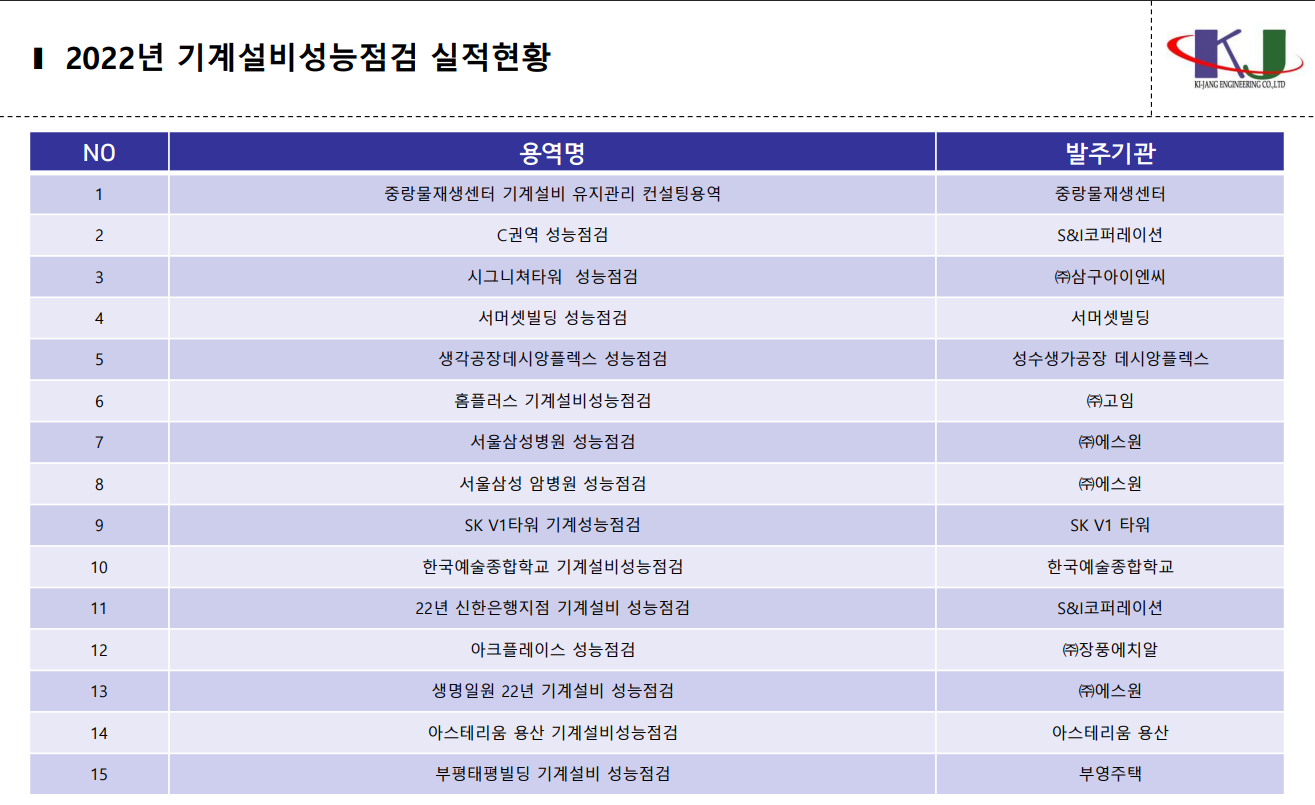 2022년 기계설비성능점검 실적현황
KJ
KI-JANG ENGINEERING CO.,LTD
NO 용역명 발주기관
1 중랑물재생센터 기계설비 유지관리 컨설팅용역 중랑물재생센터
2 C권역 성능점검 S&I코퍼레이션
3 시그니쳐타워 성능점검 ㈜삼구아이엔씨
4 서머셋빌딩 성능점검 서머셋빌딩
5 생각공장데시앙플렉스 성능점검 성수생가공장 데시앙플렉스
6 홈플러스 기계설비성능점검 ㈜고임
7 서울삼성병원 성능점검 ㈜에스원
8 서울삼성 암병원 성능점검 ㈜에스원
9 SK V1타워 기계성능점검 SK V1 타워
10 한국예술종합학교 기계설비성능점검 한국예술종합학교
11 22년 신한은행지점 기계설비 성능점검 S&I코퍼레이션
12 아크플레이스 성능점검 ㈜장풍에치알
13 생명일원 22년 기계설비 성능점검 ㈜에스원
14 아스테리움 용산 기계설비성능점검 아스테리움 용산
15 부평태평빌딩 기계설비 성능점검 부영주택